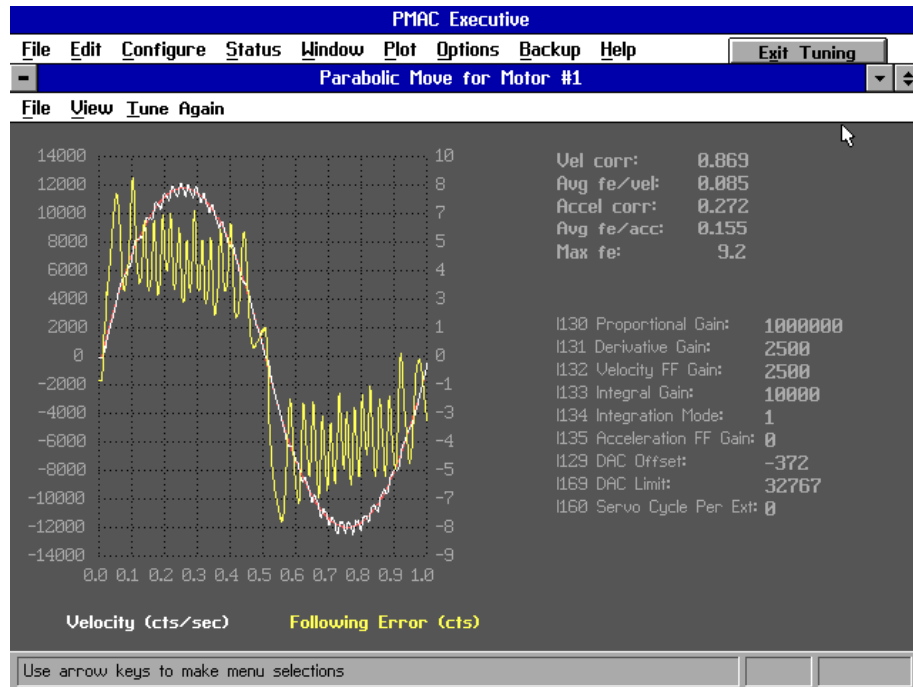 PMAC Executive
File Edit Configure Status Window Plot Options Backup Help Exit Tuning
Parabolic Move for Motor #1
File View Tune Again
14000 10
12000 8
10000 7
8000 5
6000 4
4000 3
2000 1
0 0
-2000 -1
-4000 -3
-6000 -4
-8000 -5
-10000 -7
-12000 -8
-14000 -9
0.0 0.1 0.2 0.3 0.4 0.5 0.6 0.7 0.8 0.9 1.0
Velocity (cts/sec) Following Error (cts)
Vel corr: 0.869
Avg fe/vel: 0.085
Accel corr: 0.272
Avg fe/acc: 0.155
Max fe: 9.2
I130 Proportional Gain: 1000000
I131 Derivative Gain: 2500
I132 Velocity FF Gain: 2500
I133 Integral Gain: 10000
I134 Integration Mode: 1
I135 Acceleration FF Gain: 0
I129 DAC Offset: -372
I169 DAC Limit: 32767
I160 Servo Cycle Per Ext: 0
Use arrow keys to make menu selections